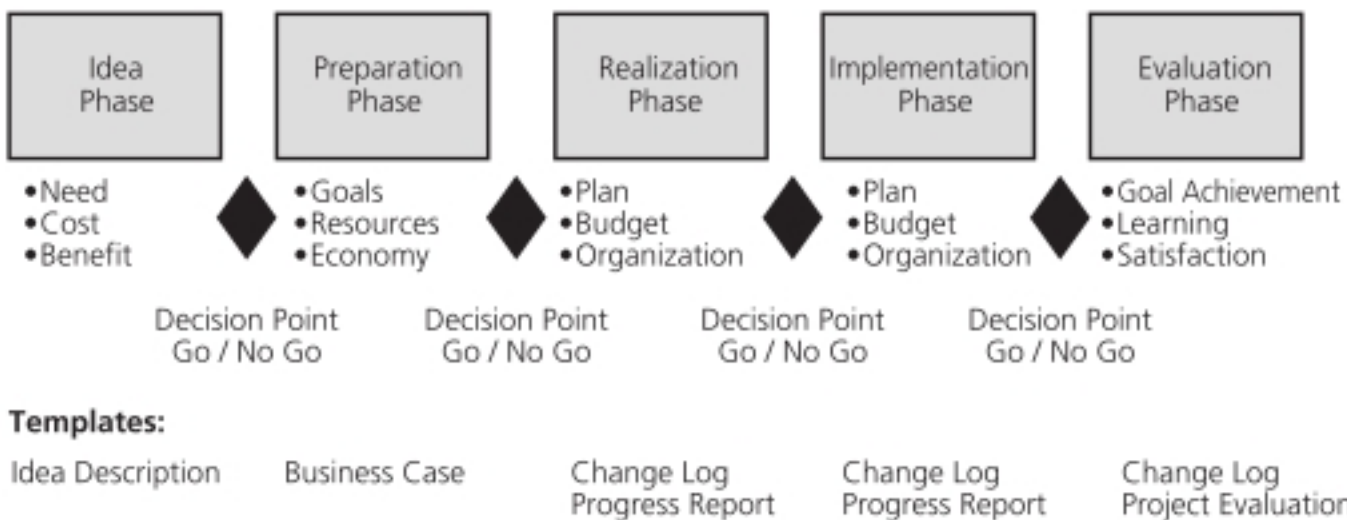 Idea
Phase
Preparation
Phase
Realization
Phase
Implementation
Phase
Evaluation
Phase
•Need
•Cost
•Benefit
•Goals
•Resources
•Economy
•Plan
•Budget
•Organization
•Plan
•Budget
•Organization
•Goal Achievement
•Learning
•Satisfaction
Decision Point
Go / No Go
Decision Point
Go / No Go
Decision Point
Go / No Go
Decision Point
Go / No Go
Templates:
Idea Description
Business Case
Change Log
Progress Report
Change Log
Progress Report
Change Log
Project Evaluation